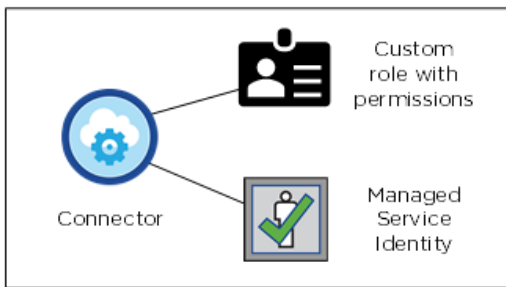 Custom
role with
permissions
Connector
Managed
Service
Identity